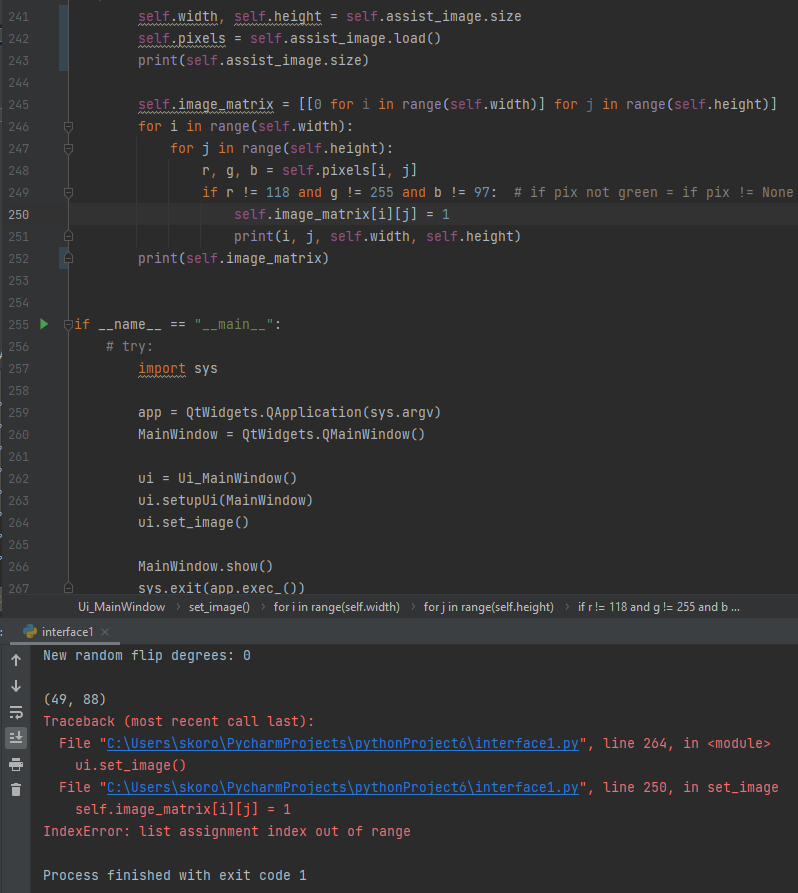 241 self.width, self.height = self.assist_image.size
242 self.pixels = self.assist_image.load()
243 print(self.assist_image.size)
244
245 self.image_matrix = [[0 for i in range(self.width)] for j in range(self.height)]
246 for i in range(self.width):
247 for j in range(self.height):
248 r, g, b = self.pixels[i, j]
249 if r != 118 and g != 255 and b != 97:  # if pix not green = if pix != None
250 self.image_matrix[i][j] = 1
251 print(i, j, self.width, self.height)
252 print(self.image_matrix)
253
254
255 if __name__ == "__main__":
256 # try:
257 import sys
258
259 app = QtWidgets.QApplication(sys.argv)
260 MainWindow = QtWidgets.QMainWindow()
261
262 ui = Ui_MainWindow()
263 ui.setupUi(MainWindow)
264 ui.set_image()
265
266 MainWindow.show()
267 sys.exit(app.exec_())
Ui_MainWindow › set_image() › for i in range(self.width) › for j in range(self.height) › if r != 118 and g != 255 and b ...
interface1 ×
New random flip degrees: 0
(49, 88)
Traceback (most recent call last):
File "C:\Users\skoro\PycharmProjects\pythonProject6\interface1.py", line 264, in <module>
ui.set_image()
File "C:\Users\skoro\PycharmProjects\pythonProject6\interface1.py", line 250, in set_image
self.image_matrix[i][j] = 1
IndexError: list assignment index out of range
Process finished with exit code 1